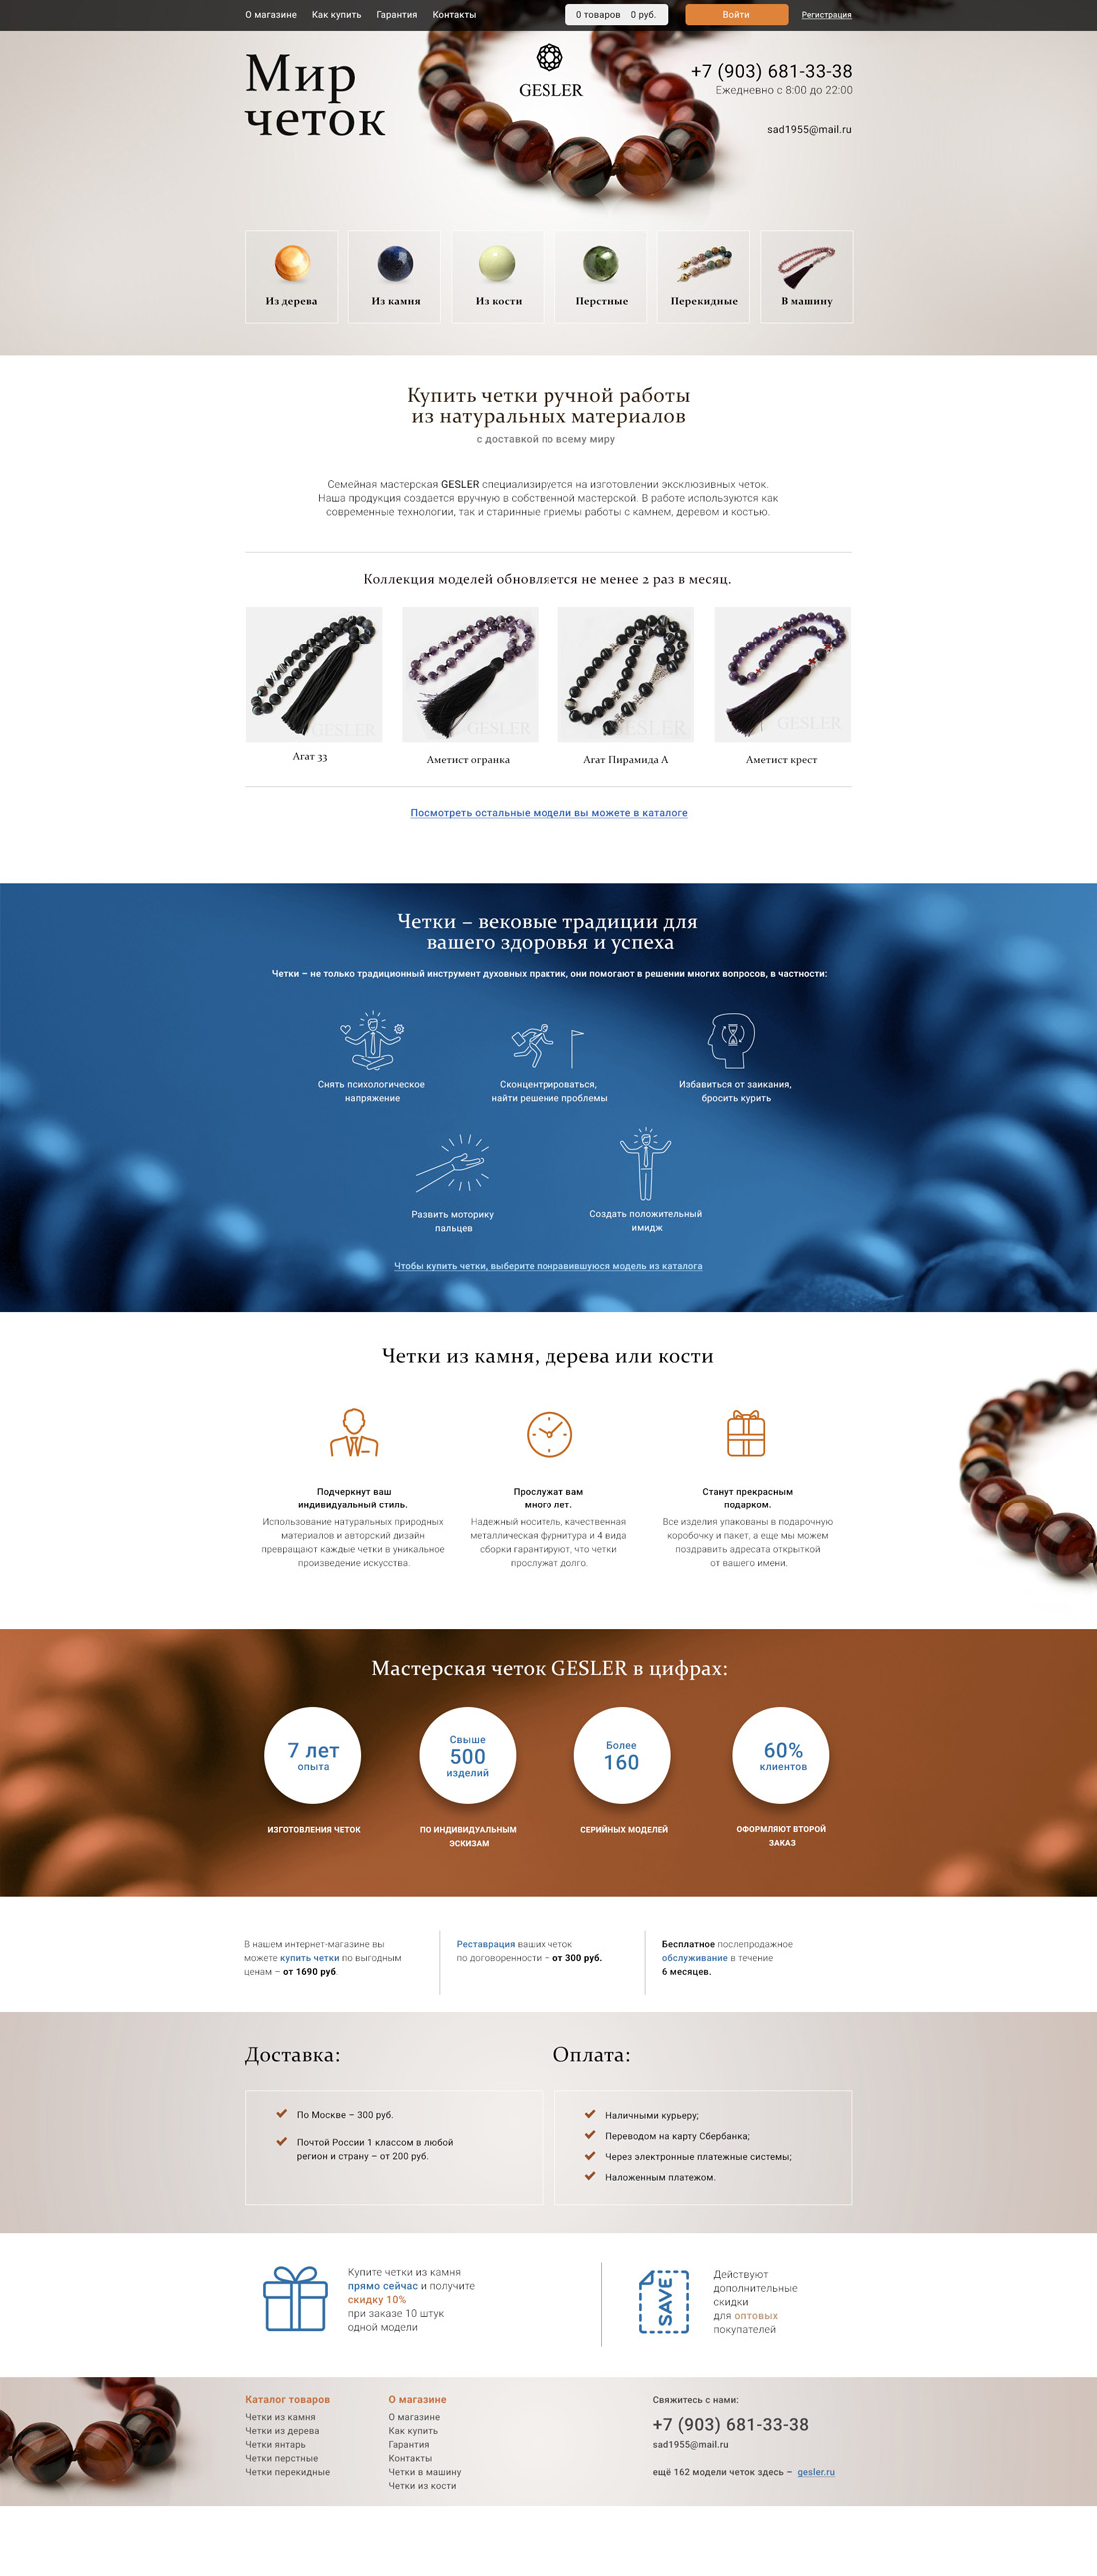 О магазине Как купить Гарантия Контакты 0 товаров 0 руб. Войти Регистрация
Мир
четок
GESLER
+7 (903) 681-33-38
Ежедневно с 8:00 до 22:00
sad1955@mail.ru
Из дерева Из камня Из кости Перстные Перекидные В машину
Купить четки ручной работы
из натуральных материалов
с доставкой по всему миру
Семейная мастерская GESLER специализируется на изготовлении эксклюзивных четок.
Наша продукция создается вручную в собственной мастерской. В работе используются как
современные технологии, так и старинные приемы работы с камнем, деревом и костью.
Коллекция моделей обновляется не менее 2 раз в месяц.
GESLER GESLER GESLER GESLER
Агат 33 Аметист огранка Агат Пирамида А Аметист крест
Посмотреть остальные модели вы можете в каталоге
Четки – вековые традиции для
вашего здоровья и успеха
Четки – не только традиционный инструмент духовных практик, они помогают в решении многих вопросов, в частности:
Снять психологическое
напряжение
Сконцентрироваться,
найти решение проблемы
Избавиться от заикания,
бросить курить
Развить моторику
пальцев
Создать положительный
имидж
Чтобы купить четки, выберите понравившуюся модель из каталога
Четки из камня, дерева или кости
Подчеркнут ваш
индивидуальный стиль.
Использование натуральных природных
материалов и авторский дизайн
превращают каждые четки в уникальное
произведение искусства.
Прослужат вам
много лет.
Надежный носитель, качественная
металлическая фурнитура и 4 вида
сборки гарантируют, что четки
прослужат долго.
Станут прекрасным
подарком.
Все изделия упакованы в подарочную
коробочку и пакет, а еще мы можем
поздравить адресата открыткой
от вашего имени.
Мастерская четок GESLER в цифрах:
7 лет
опыта
ИЗГОТОВЛЕНИЯ ЧЕТОК
Свыше
500
изделий
ПО ИНДИВИДУАЛЬНЫМ
ЭСКИЗАМ
Более
160
СЕРИЙНЫХ МОДЕЛЕЙ
60%
клиентов
ОФОРМЛЯЮТ ВТОРОЙ
ЗАКАЗ
В нашем интернет-магазине вы
можете купить четки по выгодным
ценам – от 1690 руб.
Реставрация ваших четок
по договоренности – от 300 руб.
Бесплатное послепродажное
обслуживание в течение
6 месяцев.
Доставка:
По Москве – 300 руб.
Почтой России 1 классом в любой
регион и страну – от 200 руб.
Оплата:
Наличными курьеру;
Переводом на карту Сбербанка;
Через электронные платежные системы;
Наложенным платежом.
Купите четки из камня
прямо сейчас и получите
скидку 10%
при заказе 10 штук
одной модели
SAVE
Действуют
дополнительные
скидки
для оптовых
покупателей
Каталог товаров
Четки из камня
Четки из дерева
Четки янтарь
Четки перстные
Четки перекидные
О магазине
О магазине
Как купить
Гарантия
Контакты
Четки в машину
Четки из кости
Свяжитесь с нами:
+7 (903) 681-33-38
sad1955@mail.ru
ещё 162 модели четок здесь – gesler.ru